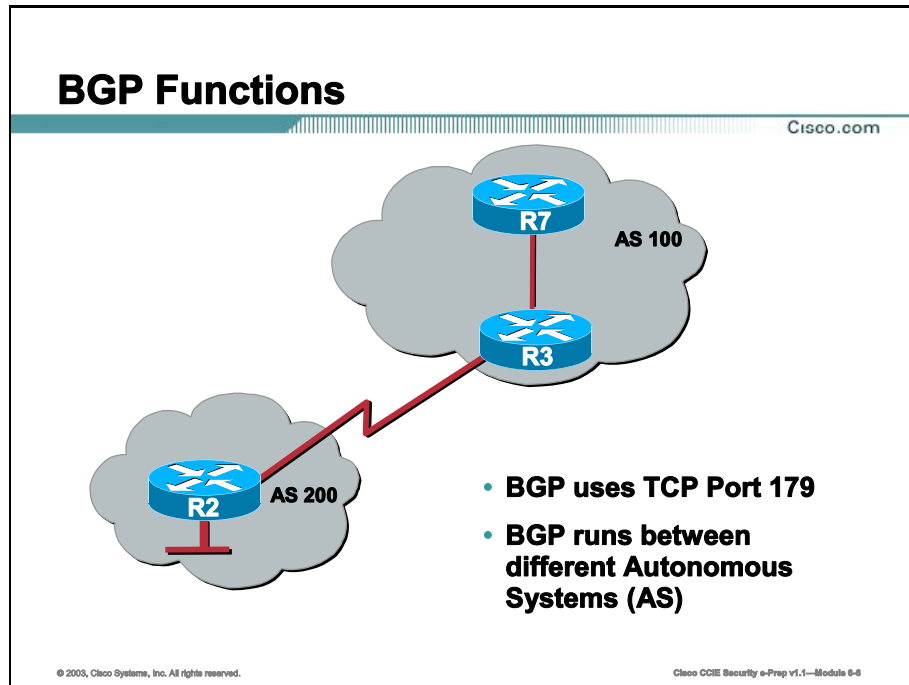 BGP Functions
Cisco.com
R7
AS 100
R3
R2
AS 200
• BGP uses TCP Port 179
• BGP runs between
different Autonomous
Systems (AS)
© 2003, Cisco Systems, Inc. All rights reserved.
Cisco CCIE Security e-Prep v1.1—Module 6-6